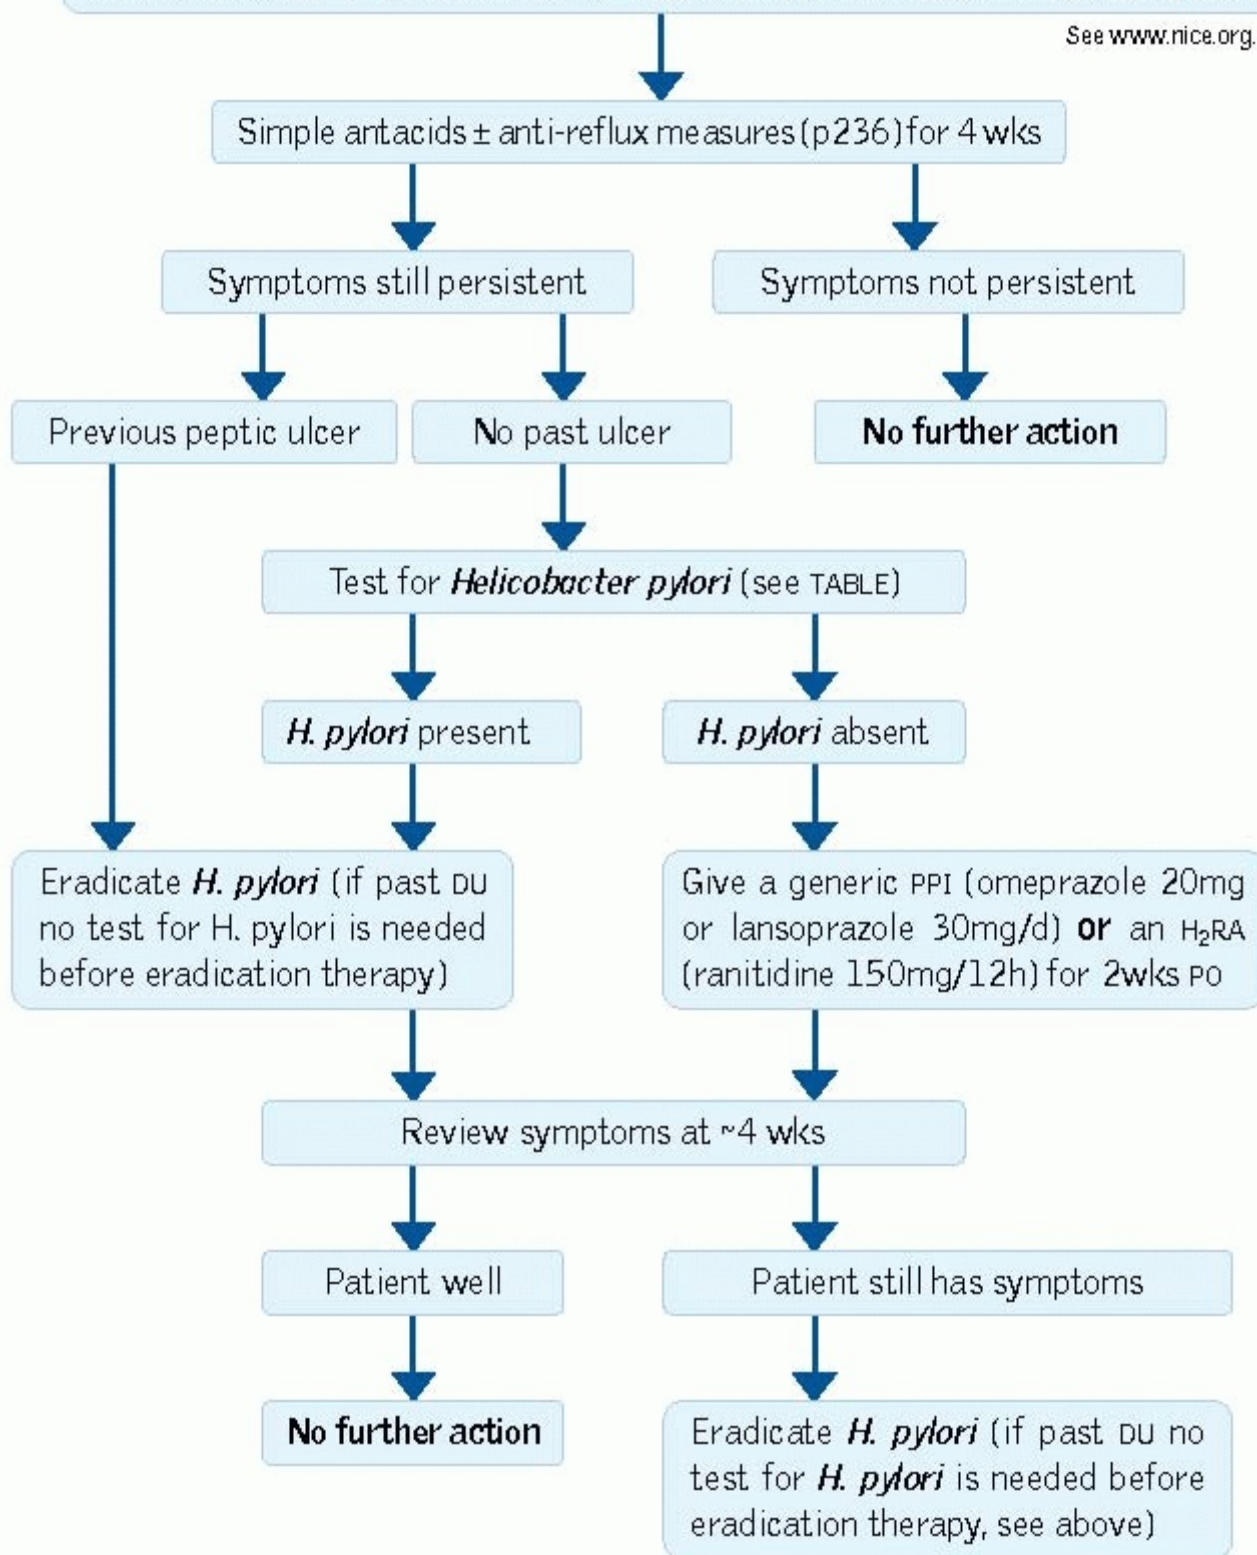 See www.nice.org.
Simple antacids ± anti-reflux measures (p236) for 4 wks
Symptoms still persistent
Symptoms not persistent
Previous peptic ulcer
No past ulcer
No further action
Test for Helicobacter pylori (see TABLE)
H. pylori present
H. pylori absent
Eradicate H. pylori (if past DU
no test for H. pylori is needed
before eradication therapy)
Give a generic PPI (omeprazole 20mg
or lansoprazole 30mg/d) or an H₂RA
(ranitidine 150mg/12h) for 2wks PO
Review symptoms at ~4 wks
Patient well
Patient still has symptoms
No further action
Eradicate H. pylori (if past DU no
test for H. pylori is needed before
eradication therapy, see above)